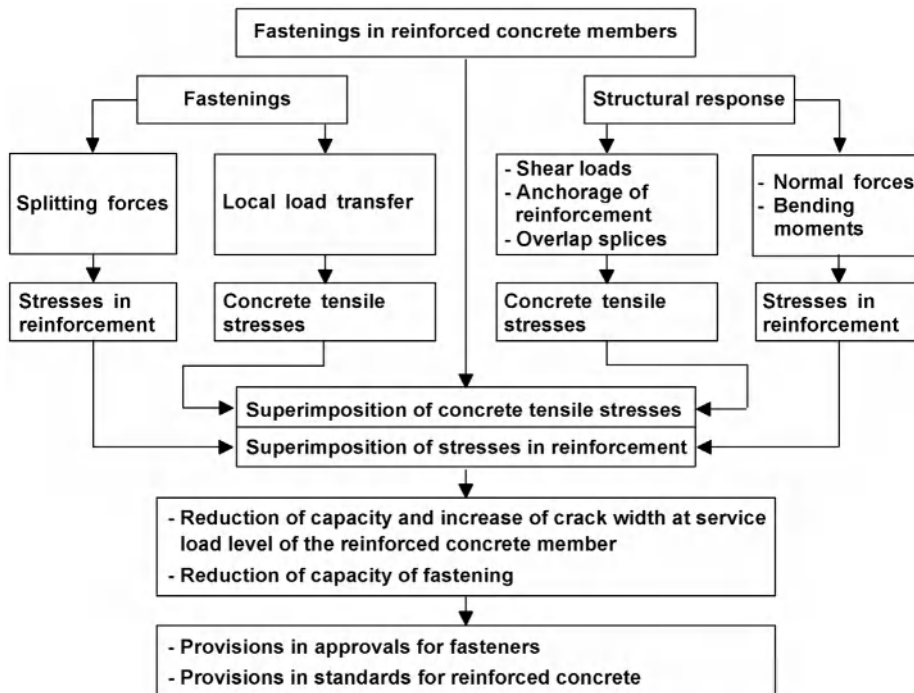 Fastenings in reinforced concrete members
Fastenings
Structural response
Splitting forces
Local load transfer
- Shear loads
- Anchorage of
reinforcement
- Overlap splices
- Normal forces
- Bending
moments
Stresses in
reinforcement
Concrete tensile
stresses
Concrete tensile
stresses
Stresses in
reinforcement
Superimposition of concrete tensile stresses
Superimposition of stresses in reinforcement
- Reduction of capacity and increase of crack width at service
load level of the reinforced concrete member
- Reduction of capacity of fastening
- Provisions in approvals for fasteners
- Provisions in standards for reinforced concrete